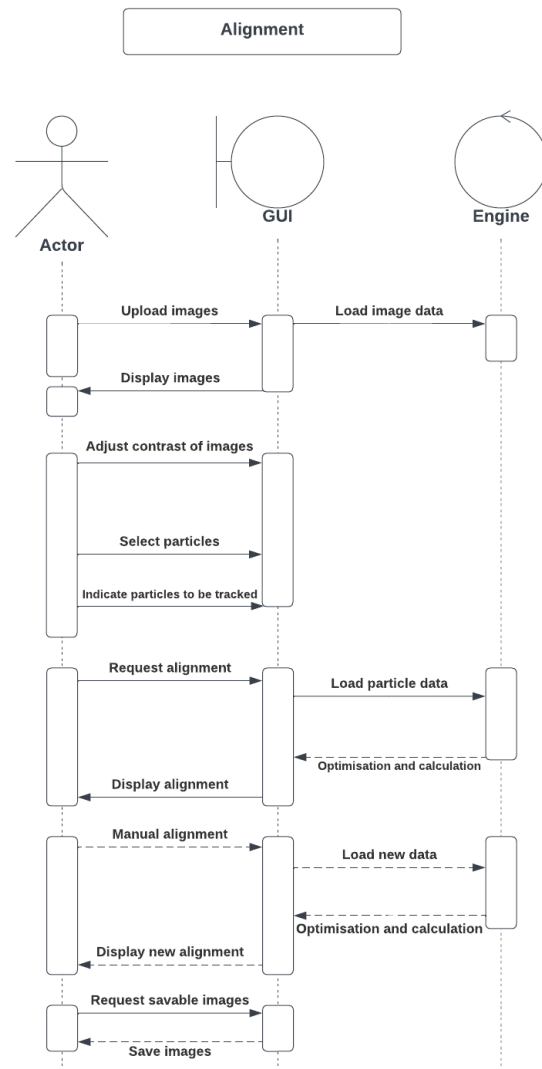 Alignment
GUI
Engine
Actor
Upload images
Load image data
Display images
Adjust contrast of images
Select particles
Indicate particles to be tracked
Request alignment
Load particle data
Optimisation and calculation
Display alignment
Manual alignment
Load new data
Optimisation and calculation
Display new alignment
Request savable images
Save images